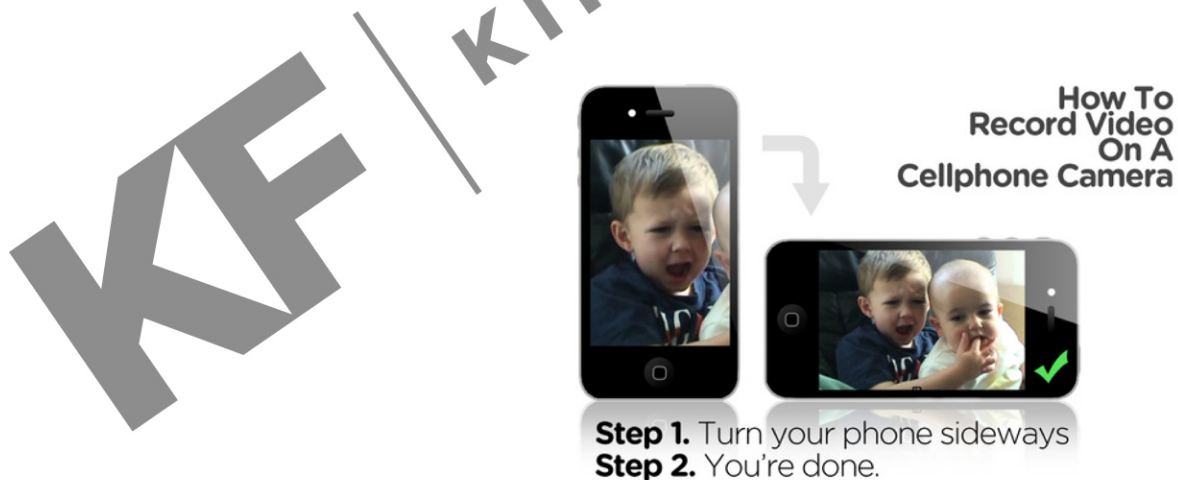 KF
How To
Record Video
On A
Cellphone Camera
Step 1. Turn your phone sideways
Step 2. You're done.